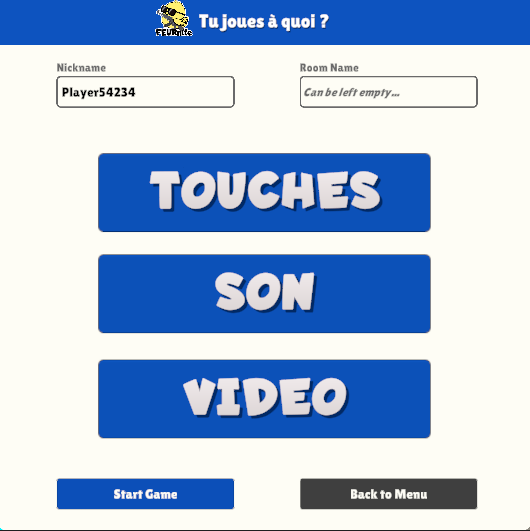 Tu joues à quoi ?
Nickname
Room Name
Player54234
Can be left empty...
TOUCHES
SON
VIDEO
Start Game
Back to Menu